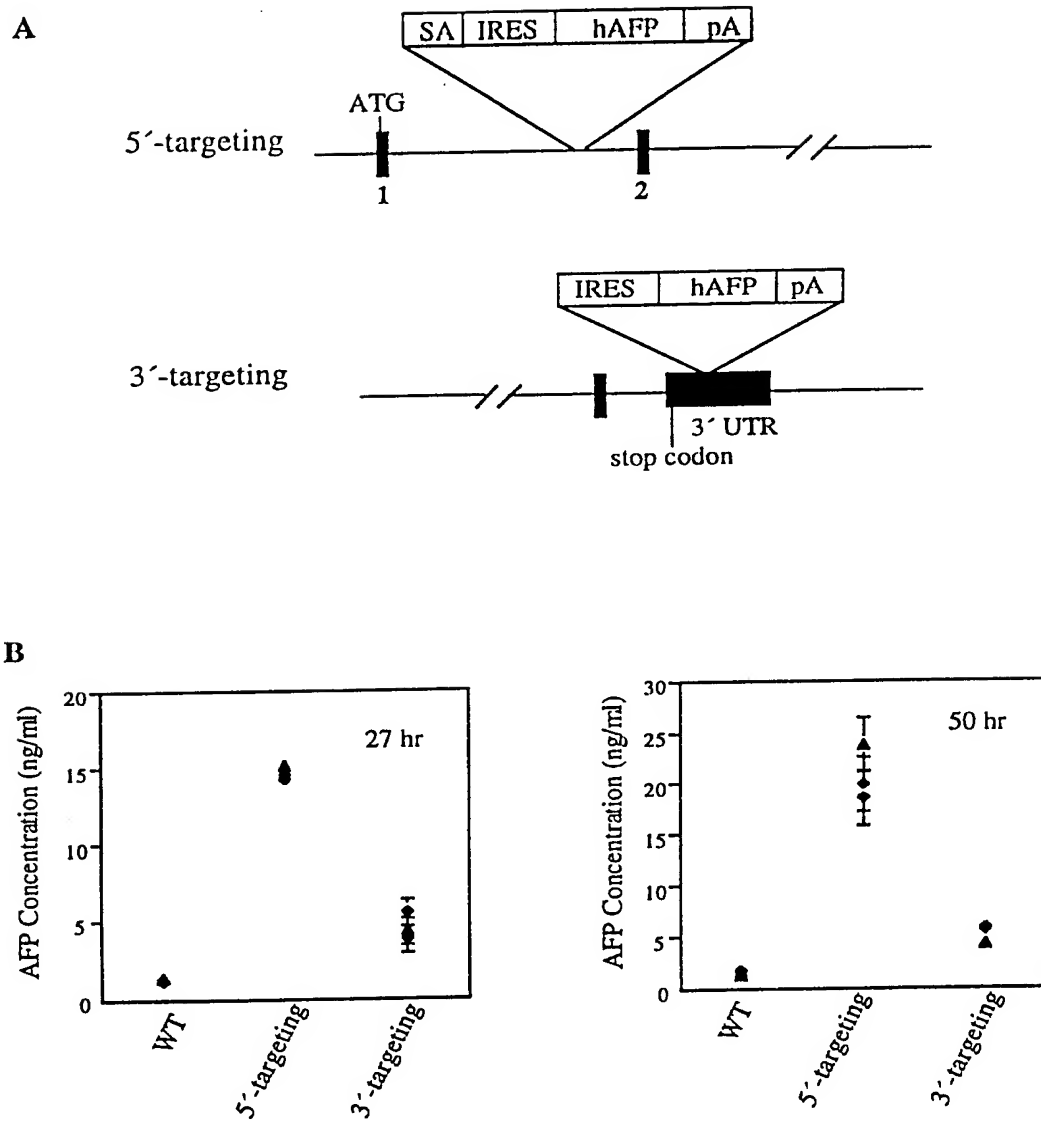 A
SA IRES hAFP pA
ATG
5´-targeting
1 2
IRES hAFP pA
3´-targeting
3´ UTR
stop codon
B
AFP Concentration (ng/ml)
20
15
10
5
0
27 hr
WT
5´-targeting
3´-targeting
AFP Concentration (ng/ml)
30
25
20
15
10
5
0
50 hr
WT
5´-targeting
3´-targeting